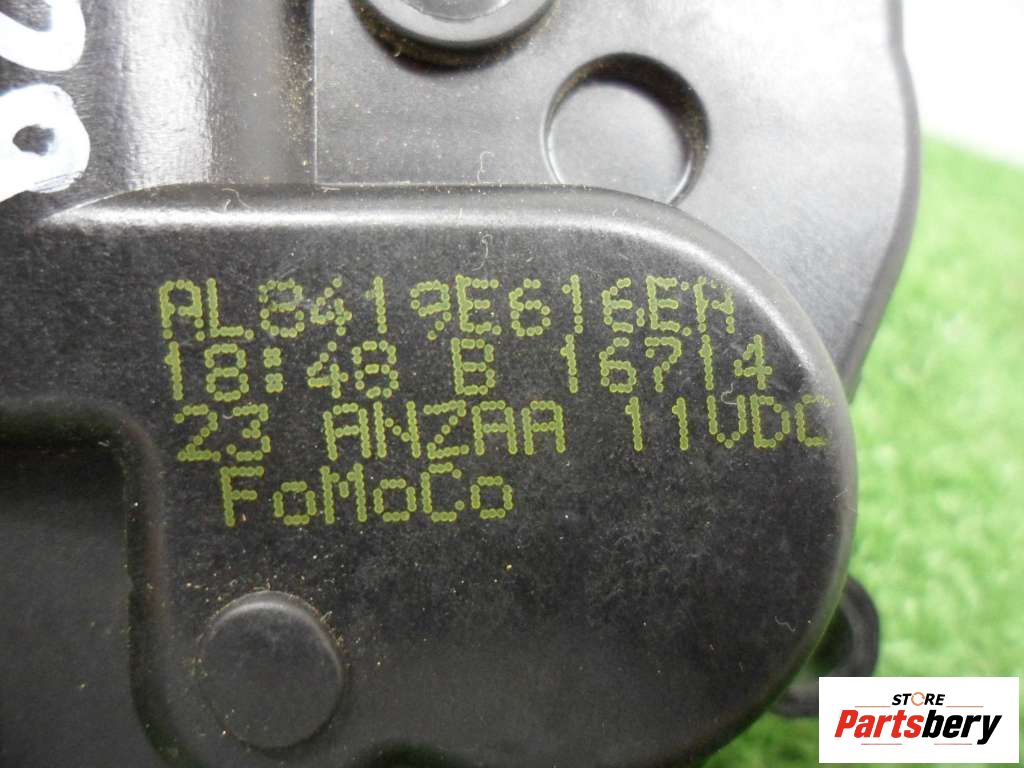 AL8419E616EA
18:48 B 16714
23 ANZAA 11VDC
FoMoCo
STORE
Partsbery